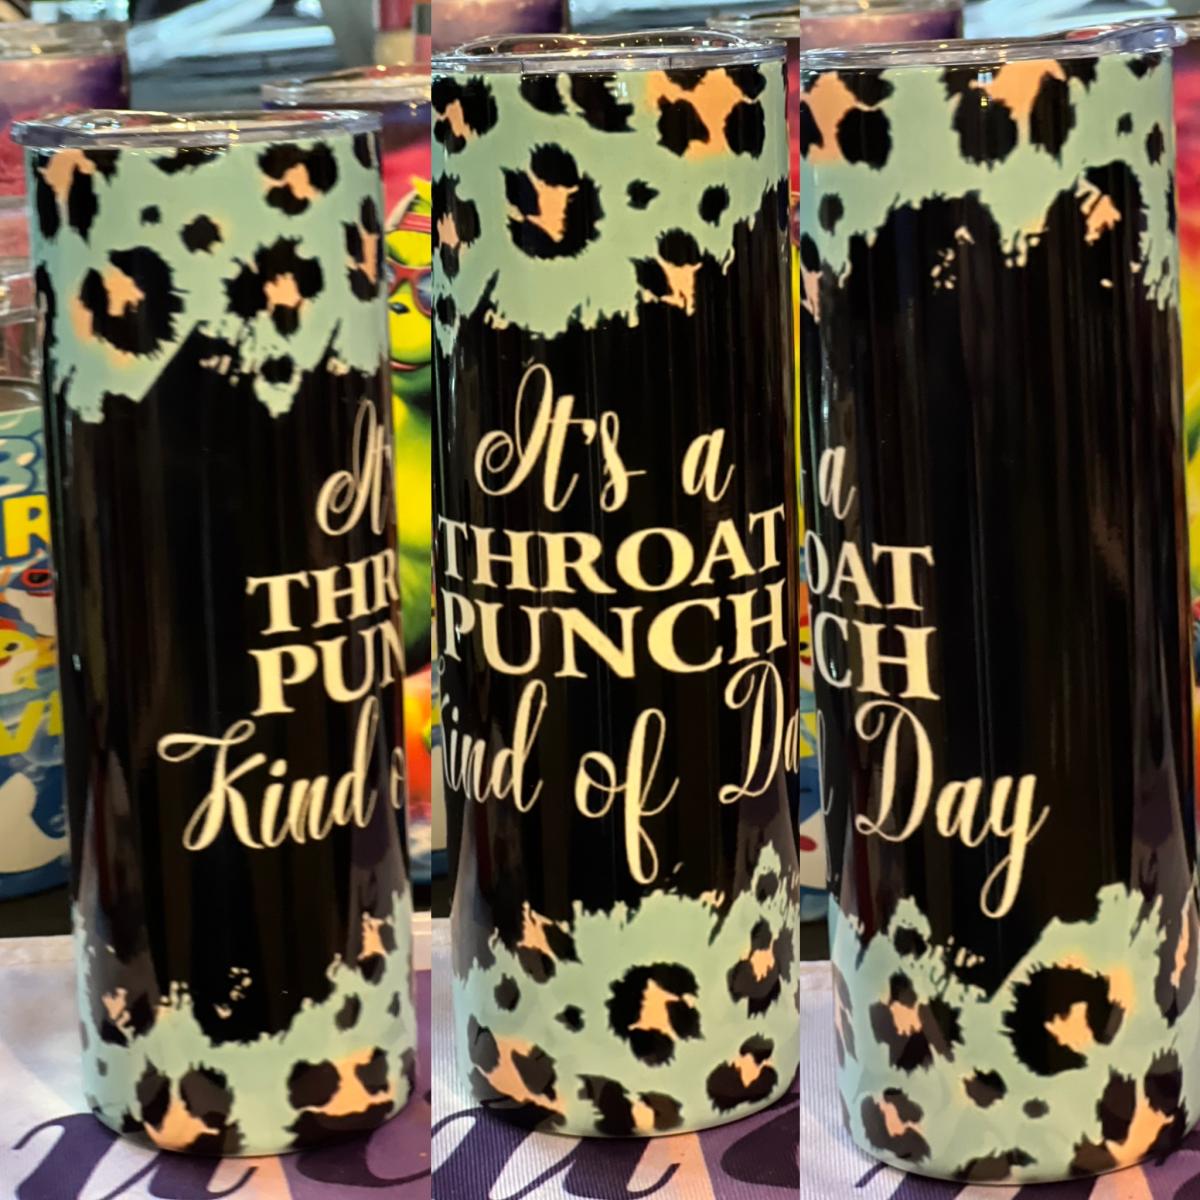 It's a
THROAT
PUNCH
Kind of Day